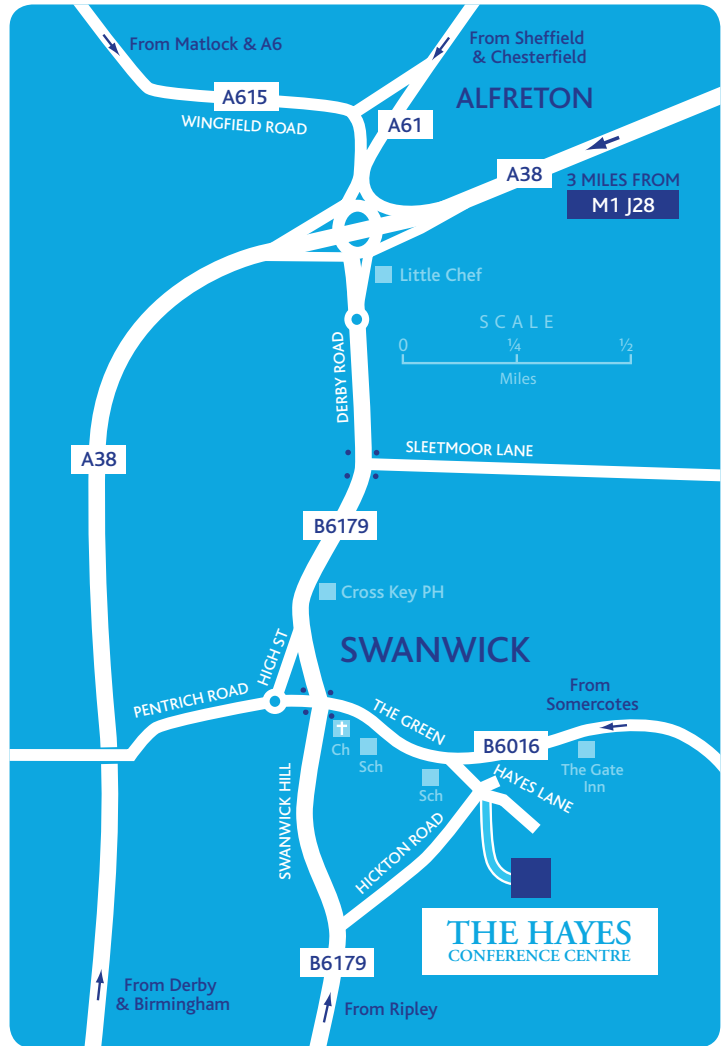 From Matlock & A6
From Sheffield
& Chesterfield
A615
WINGFIELD ROAD
ALFRETON
A61
A38
3 MILES FROM
M1 J28
Little Chef
SCALE
0 ¼ ½
Miles
DERBY ROAD
SLEETMOOR LANE
A38
B6179
Cross Key PH
HIGH ST
SWANWICK
PENTRICH ROAD
THE GREEN
From
Somercotes
B6016
Ch
Sch
Sch
The Gate
Inn
HAYES LANE
SWANWICK HILL
HICKTON ROAD
THE HAYES
CONFERENCE CENTRE
B6179
From Derby
& Birmingham
From Ripley